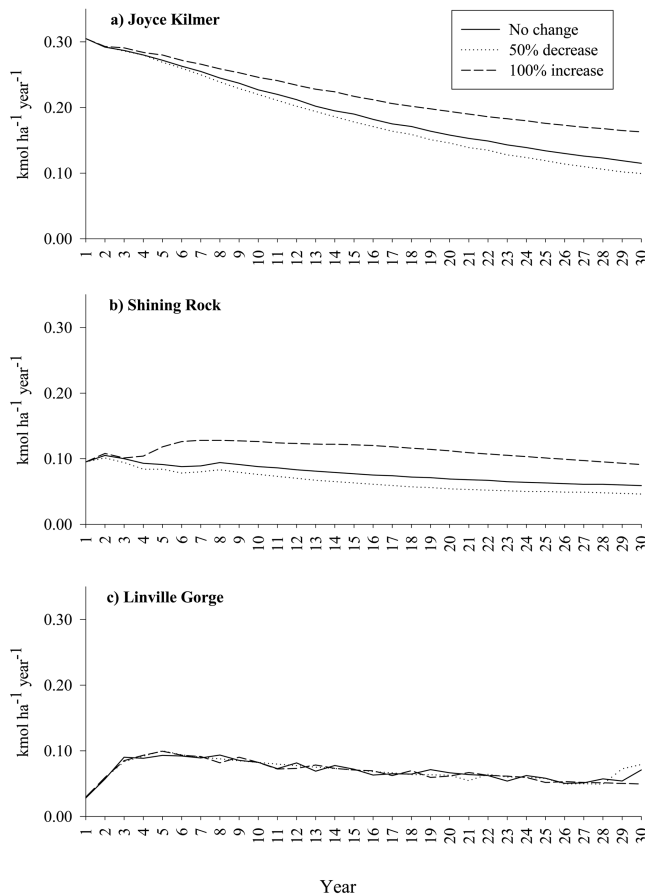 a) Joyce Kilmer
No change
50% decrease
100% increase
kmol ha-1 year-1
0.30
0.20
0.10
0.00
1 2 3 4 5 6 7 8 9 10 11 12 13 14 15 16 17 18 19 20 21 22 23 24 25 26 27 28 29 30
b) Shining Rock
kmol ha-1 year-1
0.30
0.20
0.10
0.00
1 2 3 4 5 6 7 8 9 10 11 12 13 14 15 16 17 18 19 20 21 22 23 24 25 26 27 28 29 30
c) Linville Gorge
kmol ha-1 year-1
0.30
0.20
0.10
0.00
1 2 3 4 5 6 7 8 9 10 11 12 13 14 15 16 17 18 19 20 21 22 23 24 25 26 27 28 29 30
Year